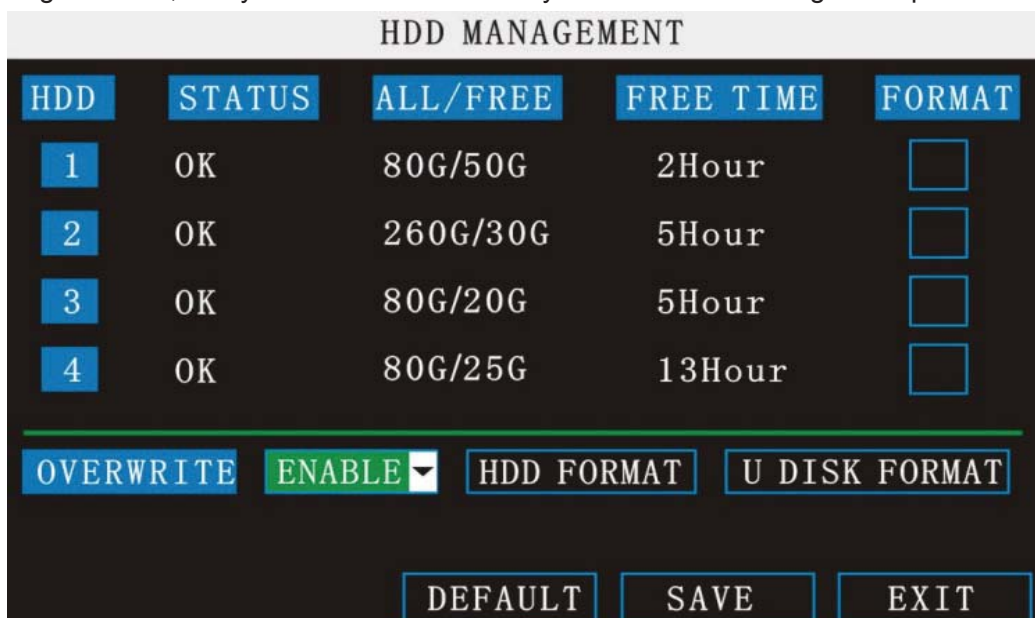 HDD MANAGEMENT
HDD STATUS ALL/FREE FREE TIME FORMAT
1 OK 80G/50G 2Hour
2 OK 260G/30G 5Hour
3 OK 80G/20G 5Hour
4 OK 80G/25G 13Hour
OVERWRITE ENABLE HDD FORMAT U DISK FORMAT
DEFAULT SAVE EXIT